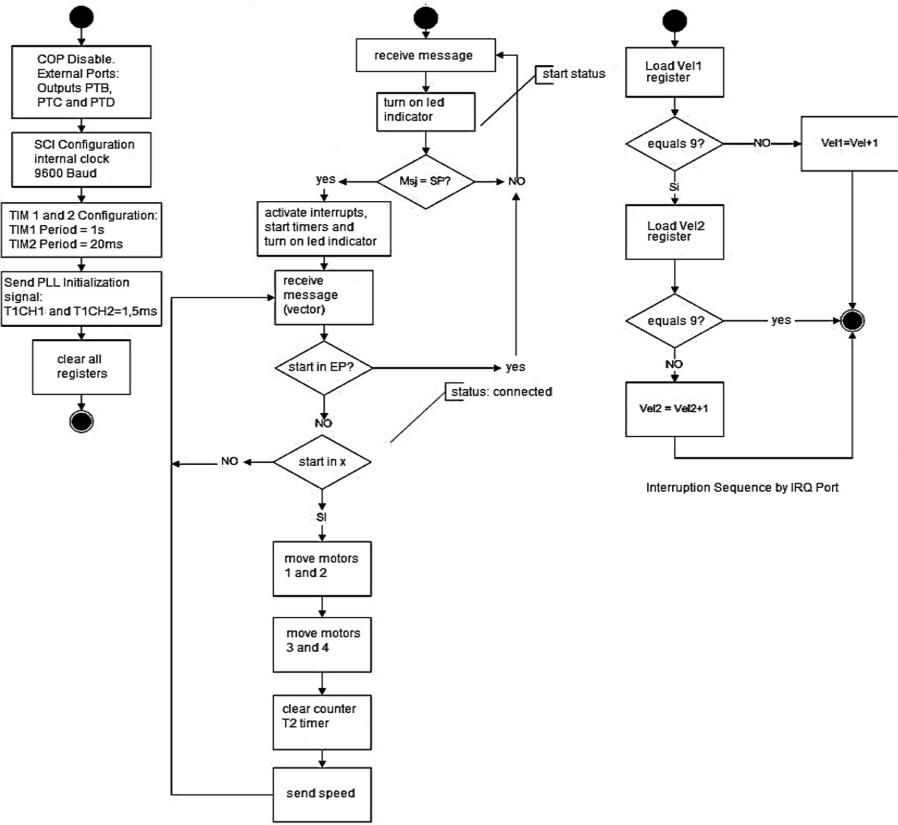 COP Disable.
External Ports:
Outputs PTB,
PTC and PTD
SCI Configuration
internal clock
9600 Baud
TIM 1 and 2 Configuration:
TIM1 Period = 1s
TIM2 Period = 20ms
Send PLL Initialization
signal:
T1CH1 and T1CH2=1,5ms
clear all
registers
receive message
start status
turn on led
indicator
Msj = SP?
yes
NO
activate interrupts,
start timers and
turn on led indicator
receive
message
(vector)
start in EP?
yes
status: connected
NO
start in x
NO
SI
move motors
1 and 2
move motors
3 and 4
clear counter
T2 timer
send speed
Load Vel1
register
equals 9?
NO
Vel1=Vel+1
Si
Load Vel2
register
equals 9?
yes
NO
Vel2 = Vel2+1
Interruption Sequence by IRQ Port